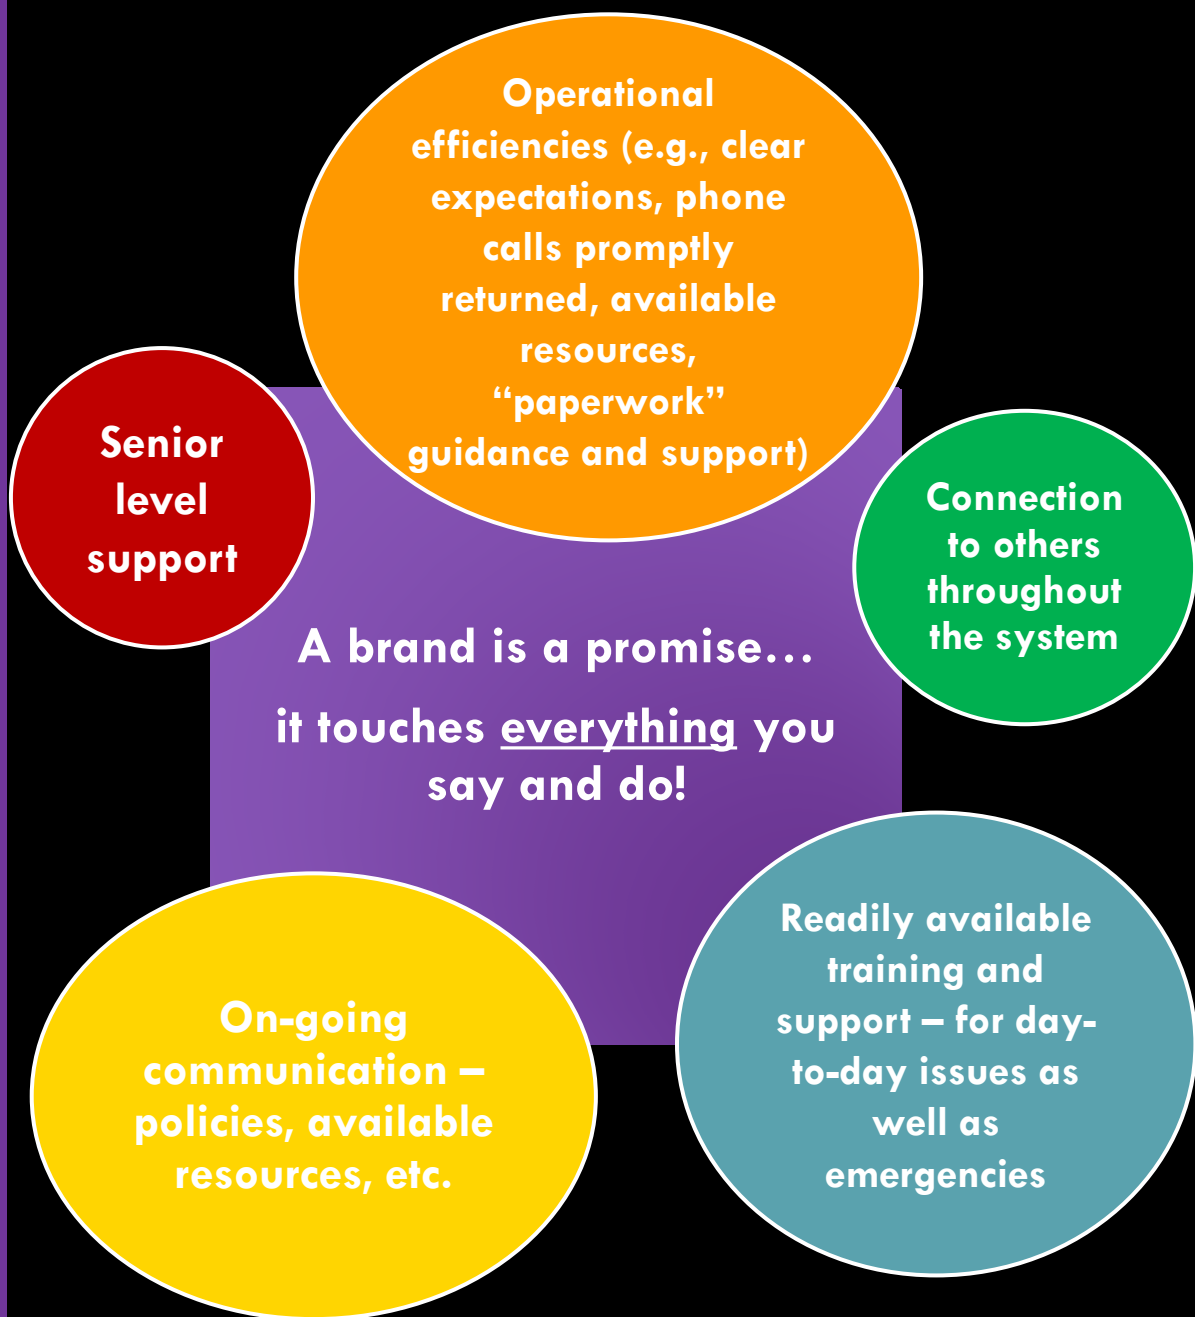 Operational
efficiencies (e.g., clear
expectations, phone
calls promptly
returned, available
resources,
“paperwork”
guidance and support)
Senior
level
support
Connection
to others
throughout
the system
A brand is a promise…
it touches everything you
say and do!
On-going
communication –
policies, available
resources, etc.
Readily available
training and
support – for day-
to-day issues as
well as
emergencies